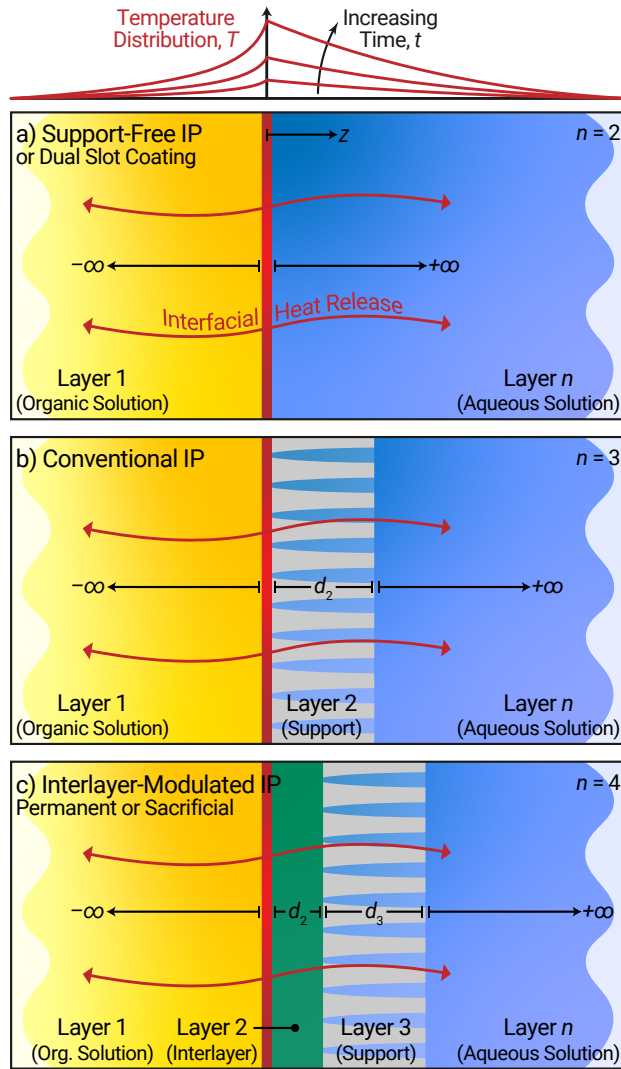 Temperature
Distribution, T
Increasing
Time, t
a) Support-Free IP
or Dual Slot Coating
z
n = 2
−∞
+∞
Interfacial Heat Release
Layer 1
(Organic Solution)
Layer n
(Aqueous Solution)
b) Conventional IP
n = 3
−∞
d2
+∞
Layer 1
(Organic Solution)
Layer 2
(Support)
Layer n
(Aqueous Solution)
c) Interlayer-Modulated IP
Permanent or Sacrificial
n = 4
−∞
d2
d3
+∞
Layer 1
(Org. Solution)
Layer 2
(Interlayer)
Layer 3
(Support)
Layer n
(Aqueous Solution)